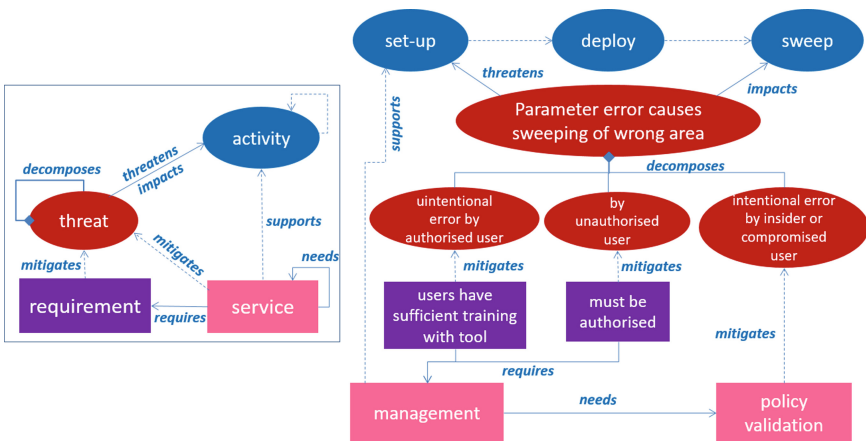 set-up
deploy
sweep
threatens
impacts
Parameter error causes
sweeping of wrong area
supports
decomposes
uintentional
error by
authorised user
by
unauthorised
user
intentional error
by insider or
compromised
user
mitigates
mitigates
users have
sufficient training
with tool
must be
authorised
mitigates
requires
management
needs
policy
validation
activity
decomposes
threatens
impacts
threat
supports
mitigates
mitigates
needs
requirement
requires
service